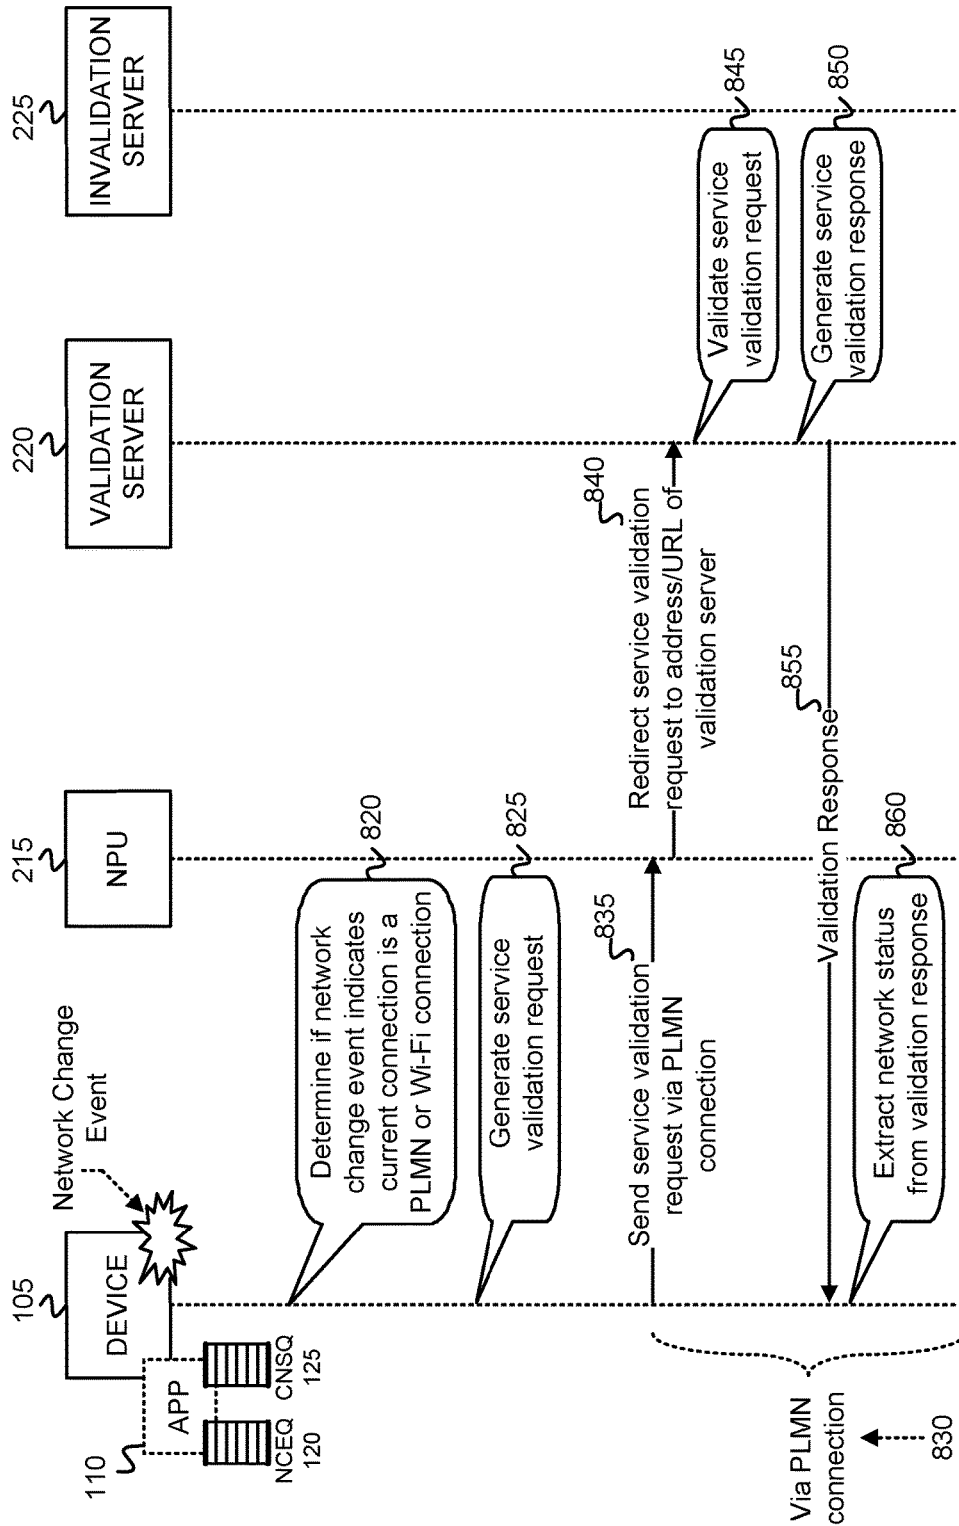 105
DEVICE
110
APP
NCEQ
120
CNSQ
125
Network Change
Event
215
NPU
220
VALIDATION
SERVER
225
INVALIDATION
SERVER
Determine if network
change event indicates
current connection is a
PLMN or Wi-Fi connection
820
Generate service
validation request
825
Send service validation
request via PLMN
connection
835
Redirect service validation
request to address/URL of
validation server
840
Validate service
validation request
845
Generate service
validation response
850
Validation Response
855
Extract network status
from validation response
860
Via PLMN
connection
830